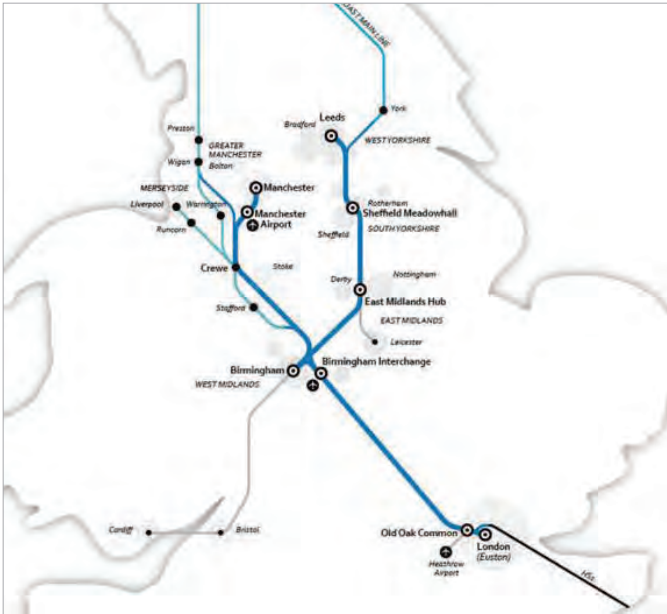 COAST MAIN LINE
York
Leeds
Bradford
WEST YORKSHIRE
Preston
GREATER
MANCHESTER
Wigan
Bolton
MERSEYSIDE
Liverpool
Warrington
Runcorn
Manchester
Manchester
Airport
Rotherham
Sheffield Meadowhall
Sheffield
SOUTH YORKSHIRE
Crewe
Stoke
Stafford
Derby
Nottingham
East Midlands Hub
EAST MIDLANDS
Leicester
Birmingham
Birmingham Interchange
WEST MIDLANDS
Cardiff
Bristol
Old Oak Common
London
(Euston)
Heathrow
Airport
HS1